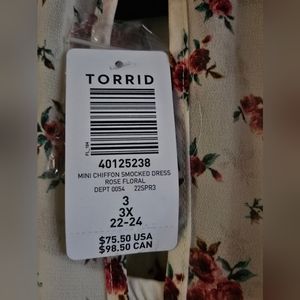 TORRID
40125238
MINI CHIFFON SMOCKED DRESS
ROSE FLORAL
DEPT 0054 22SPR3
3
3X
22-24
$75.50 USA
$98.50 CAN